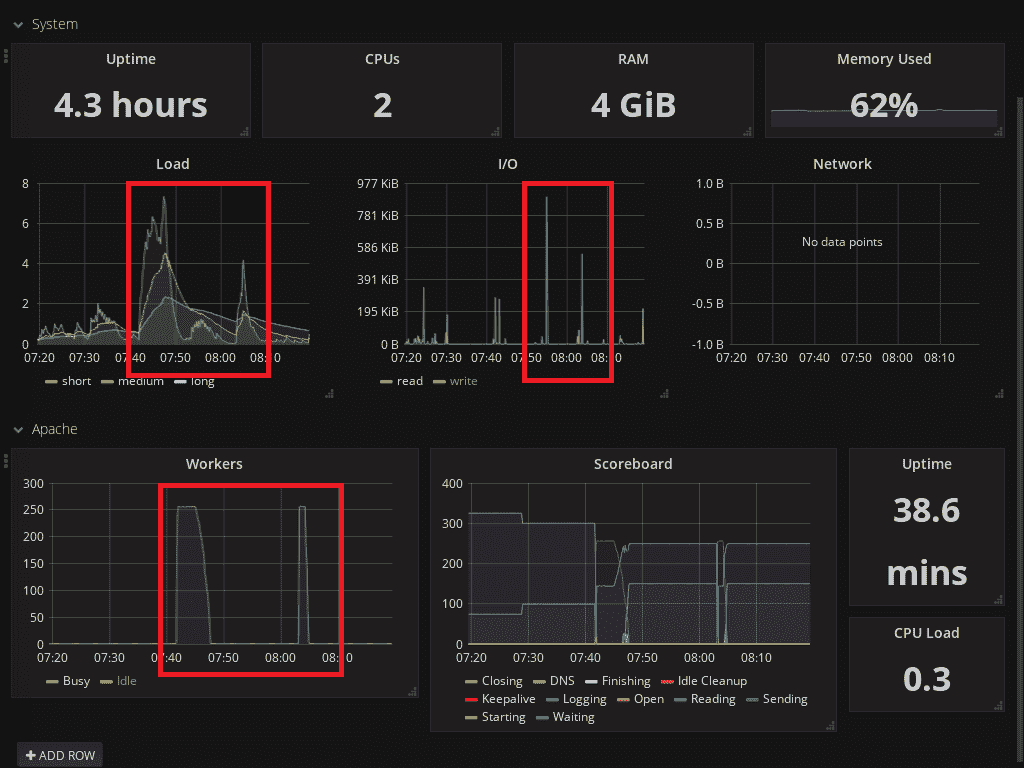 System
Uptime
4.3 hours
CPUs
2
RAM
4 GiB
Memory Used
62%
Load
8
6
4
2
0
07:20 07:30 07:40 07:50 08:00 08:10
short medium long
I/O
977 KiB
781 KiB
586 KiB
391 KiB
195 KiB
0 B
07:20 07:30 07:40 07:50 08:00 08:10
read write
Network
1.0 B
0.5 B
0 B
-0.5 B
-1.0 B
No data points
07:20 07:30 07:40 07:50 08:00 08:10
Apache
Workers
300
250
200
150
100
50
0
07:20 07:30 07:40 07:50 08:00 08:10
Busy Idle
Scoreboard
400
300
200
100
0
07:20 07:30 07:40 07:50 08:00 08:10
Closing DNS Finishing Idle Cleanup
Keepalive Logging Open Reading Sending
Starting Waiting
Uptime
38.6
mins
CPU Load
0.3
ADD ROW